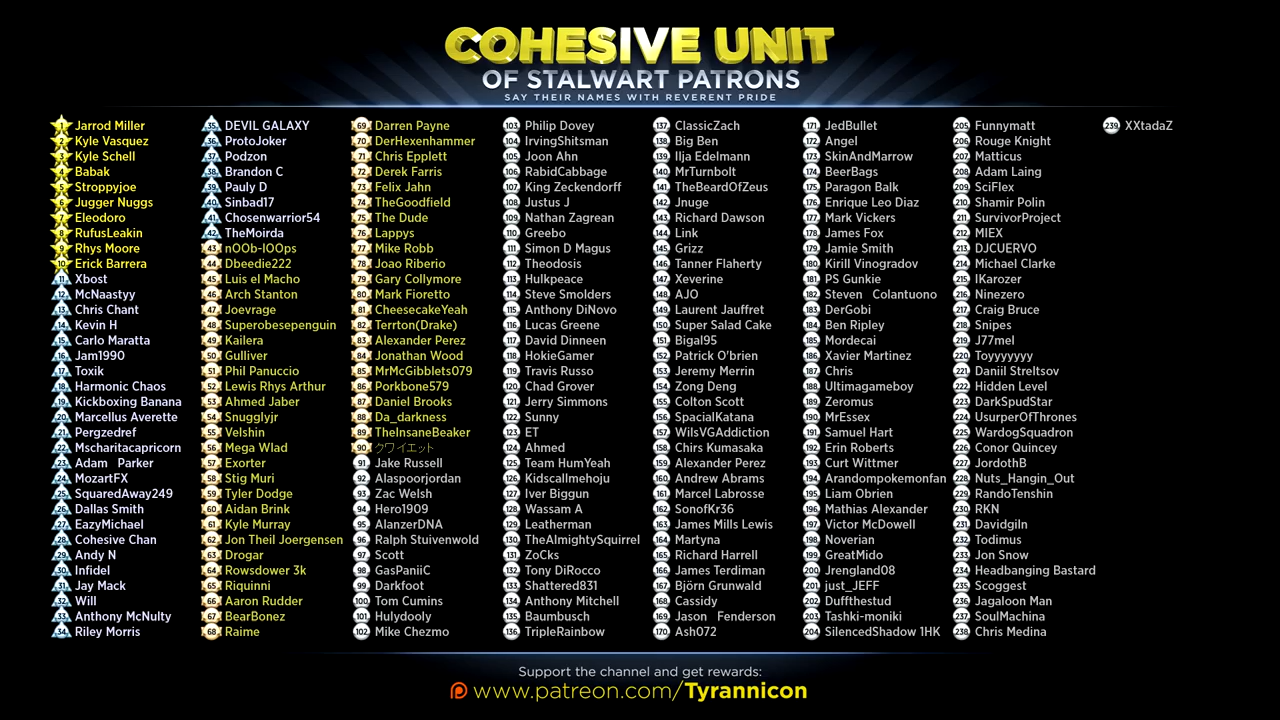 COHESIVE UNIT
OF STALWART PATRONS
SAY THEIR NAMES WITH REVERENT PRIDE
1 Jarrod Miller
2 Kyle Vasquez
3 Kyle Schell
4 Babak
5 Stroppyjoe
6 Jugger Nuggs
7 Eleodoro
8 RufusLeakin
9 Rhys Moore
10 Erick Barrera
11 Xbost
12 McNaastyy
13 Chris Chant
14 Kevin H
15 Carlo Maratta
16 Jam1990
17 Toxik
18 Harmonic Chaos
19 Kickboxing Banana
20 Marcellus Averette
21 Pergzedref
22 Mscharitacapricorn
23 Adam Parker
24 MozartFX
25 SquaredAway249
26 Dallas Smith
27 EazyMichael
28 Cohesive Chan
29 Andy N
30 Infidel
31 Jay Mack
32 Will
33 Anthony McNulty
34 Riley Morris
35 DEVIL GALAXY
36 ProtoJoker
37 Podzon
38 Brandon C
39 Pauly D
40 Sinbad17
41 Chosenwarrior54
42 TheMoirda
43 nOOb-lOOps
44 Dbeedie222
45 Luis el Macho
46 Arch Stanton
47 Joevrage
48 Superobesepenguin
49 Kailera
50 Gulliver
51 Phil Panuccio
52 Lewis Rhys Arthur
53 Ahmed Jaber
54 Snugglyjr
55 Velshin
56 Mega Wlad
57 Exorter
58 Stig Muri
59 Tyler Dodge
60 Aidan Brink
61 Kyle Murray
62 Jon Theil Joergensen
63 Drogar
64 Rowsdower 3k
65 Riquinni
66 Aaron Rudder
67 BearBonez
68 Raime
69 Darren Payne
70 DerHexenhammer
71 Chris Epplett
72 Derek Farris
73 Felix Jahn
74 TheGoodfield
75 The Dude
76 Lappys
77 Mike Robb
78 Joao Riberio
79 Gary Collymore
80 Mark Fioretto
81 CheesecakeYeah
82 Terrton(Drake)
83 Alexander Perez
84 Jonathan Wood
85 MrMcGibblets079
86 Porkbone579
87 Daniel Brooks
88 Da_darkness
89 TheInsaneBeaker
90 クワイエット
91 Jake Russell
92 Alaspoorjordan
93 Zac Welsh
94 Hero1909
95 AlanzerDNA
96 Ralph Stuivenwold
97 Scott
98 GasPaniiC
99 Darkfoot
100 Tom Cumins
101 Hulydooly
102 Mike Chezmo
103 Philip Dovey
104 IrvingShitsman
105 Joon Ahn
106 RabidCabbage
107 King Zeckendorff
108 Justus J
109 Nathan Zagrean
110 Greebo
111 Simon D Magus
112 Theodosis
113 Hulkpeace
114 Steve Smolders
115 Anthony DiNovo
116 Lucas Greene
117 David Dinneen
118 HokieGamer
119 Travis Russo
120 Chad Grover
121 Jerry Simmons
122 Sunny
123 ET
124 Ahmed
125 Team HumYeah
126 Kidscallmehoju
127 Iver Biggun
128 Wassam A
129 Leatherman
130 TheAlmightySquirrel
131 ZoCks
132 Tony DiRocco
133 Shattered831
134 Anthony Mitchell
135 Baumbusch
136 TripleRainbow
137 ClassicZach
138 Big Ben
139 Ilja Edelmann
140 MrTurnbolt
141 TheBeardOfZeus
142 Jnuge
143 Richard Dawson
144 Link
145 Grizz
146 Tanner Flaherty
147 Xeverine
148 AJO
149 Laurent Jauffret
150 Super Salad Cake
151 Bigal95
152 Patrick O'brien
153 Jeremy Merrin
154 Zong Deng
155 Colton Scott
156 SpacialKatana
157 WilsVGAddiction
158 Chirs Kumasaka
159 Alexander Perez
160 Andrew Abrams
161 Marcel Labrosse
162 SonofKr36
163 James Mills Lewis
164 Martyna
165 Richard Harrell
166 James Terdiman
167 Björn Grunwald
168 Cassidy
169 Jason Fenderson
170 Ash072
171 JedBullet
172 Angel
173 SkinAndMarrow
174 BeerBags
175 Paragon Balk
176 Enrique Leo Diaz
177 Mark Vickers
178 James Fox
179 Jamie Smith
180 Kirill Vinogradov
181 PS Gunkie
182 Steven Colantuono
183 DerGobi
184 Ben Ripley
185 Mordecai
186 Xavier Martinez
187 Chris
188 Ultimagameboy
189 Zeromus
190 MrEssex
191 Samuel Hart
192 Erin Roberts
193 Curt Wittmer
194 Arandompokemonfan
195 Liam Obrien
196 Mathias Alexander
197 Victor McDowell
198 Noverian
199 GreatMido
200 Jrengland08
201 just_JEFF
202 Duffthestud
203 Tashki-moniki
204 SilencedShadow 1HK
205 Funnymatt
206 Rouge Knight
207 Matticus
208 Adam Laing
209 SciFlex
210 Shamir Polin
211 SurvivorProject
212 MIEX
213 DJCUERVO
214 Michael Clarke
215 IKarozer
216 Ninezero
217 Craig Bruce
218 Snipes
219 J77mel
220 Toyyyyyyy
221 Daniil Streltsov
222 Hidden Level
223 DarkSpudStar
224 UsurperOfThrones
225 WardogSquadron
226 Conor Quincey
227 JordothB
228 Nuts_Hangin_Out
229 RandoTenshin
230 RKN
231 Davidgiln
232 Todimus
233 Jon Snow
234 Headbanging Bastard
235 Scoggest
236 Jagaloon Man
237 SoulMachina
238 Chris Medina
239 XXtadaZ
Support the channel and get rewards:
www.patreon.com/Tyrannicon